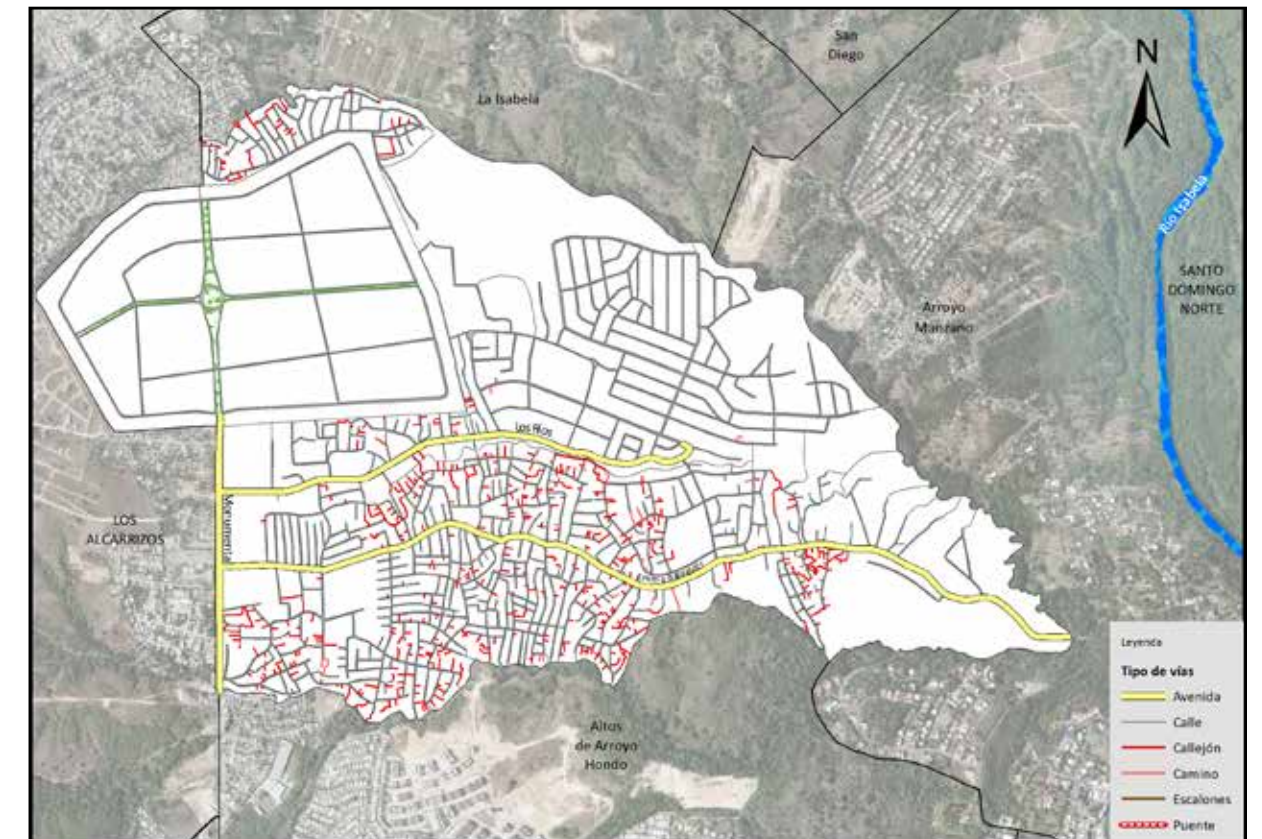 San
Diego
N
La Isabela
Río Isabela
SANTO
DOMINGO
NORTE
Arroyo
Manzano
Los Ríos
Monumental
LOS
ALCARRIZOS
Altos
de Arroyo
Hondo
Leyenda
Tipo de vías
Avenida
Calle
Callejón
Camino
Escalones
Puente